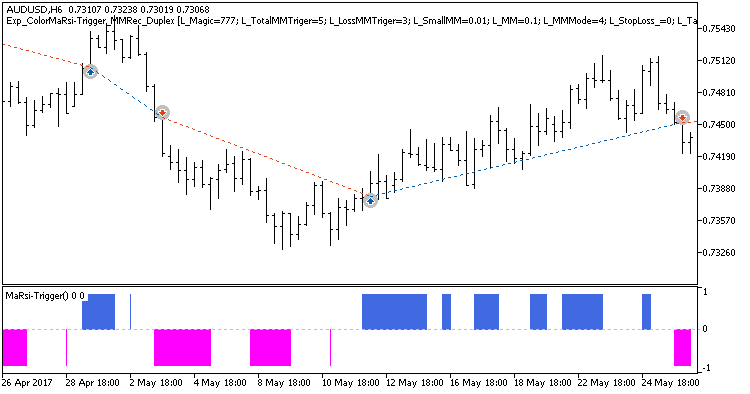 AUDUSD,H6 0.73107 0.73238 0.73019 0.73068
Exp_ColorMaRsi-Trigger_MMRec_Duplex [L_Magic=777; L_TotalMMTriger=5; L_LossMMTriger=3; L_SmallMM=0.01; L_MM=0.1; L_MMMode=4; L_StopLoss_=0; L_Ta
0.75430
0.75120
0.74810
0.74500
0.74190
0.73880
0.73570
0.73260
MaRsi-Trigger() 0 0
1
0
-1
26 Apr 2017 28 Apr 18:00 2 May 18:00 4 May 18:00 8 May 18:00 10 May 18:00 12 May 18:00 16 May 18:00 18 May 18:00 22 May 18:00 24 May 18:00